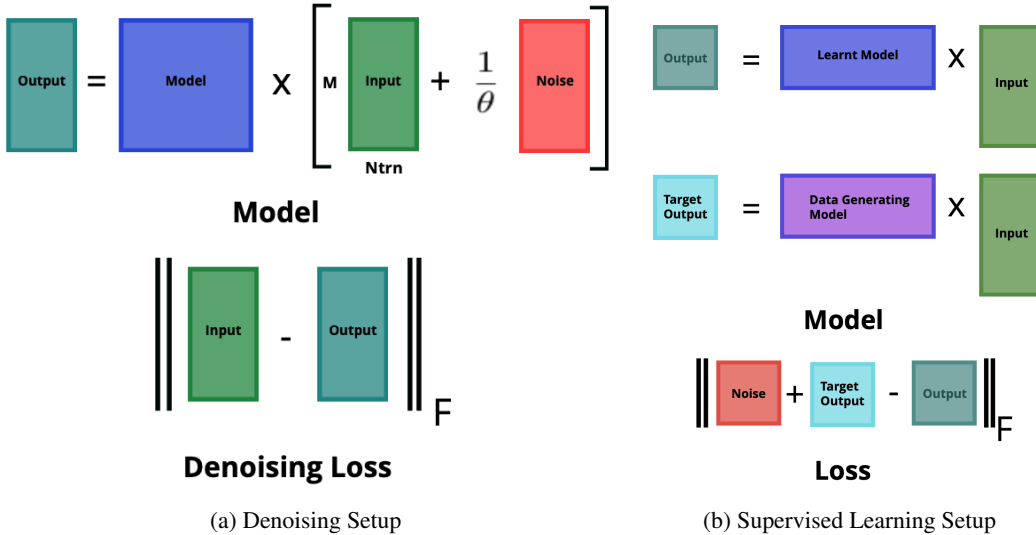 Output = Model x [ M Input + 1/θ Noise ]
Ntrn
Model
‖ Input - Output ‖ F
Denoising Loss
(a) Denoising Setup
Output = Learnt Model x Input
Target
Output = Data Generating
Model x Input
Model
‖ Noise + Target
Output - Output ‖ F
Loss
(b) Supervised Learning Setup